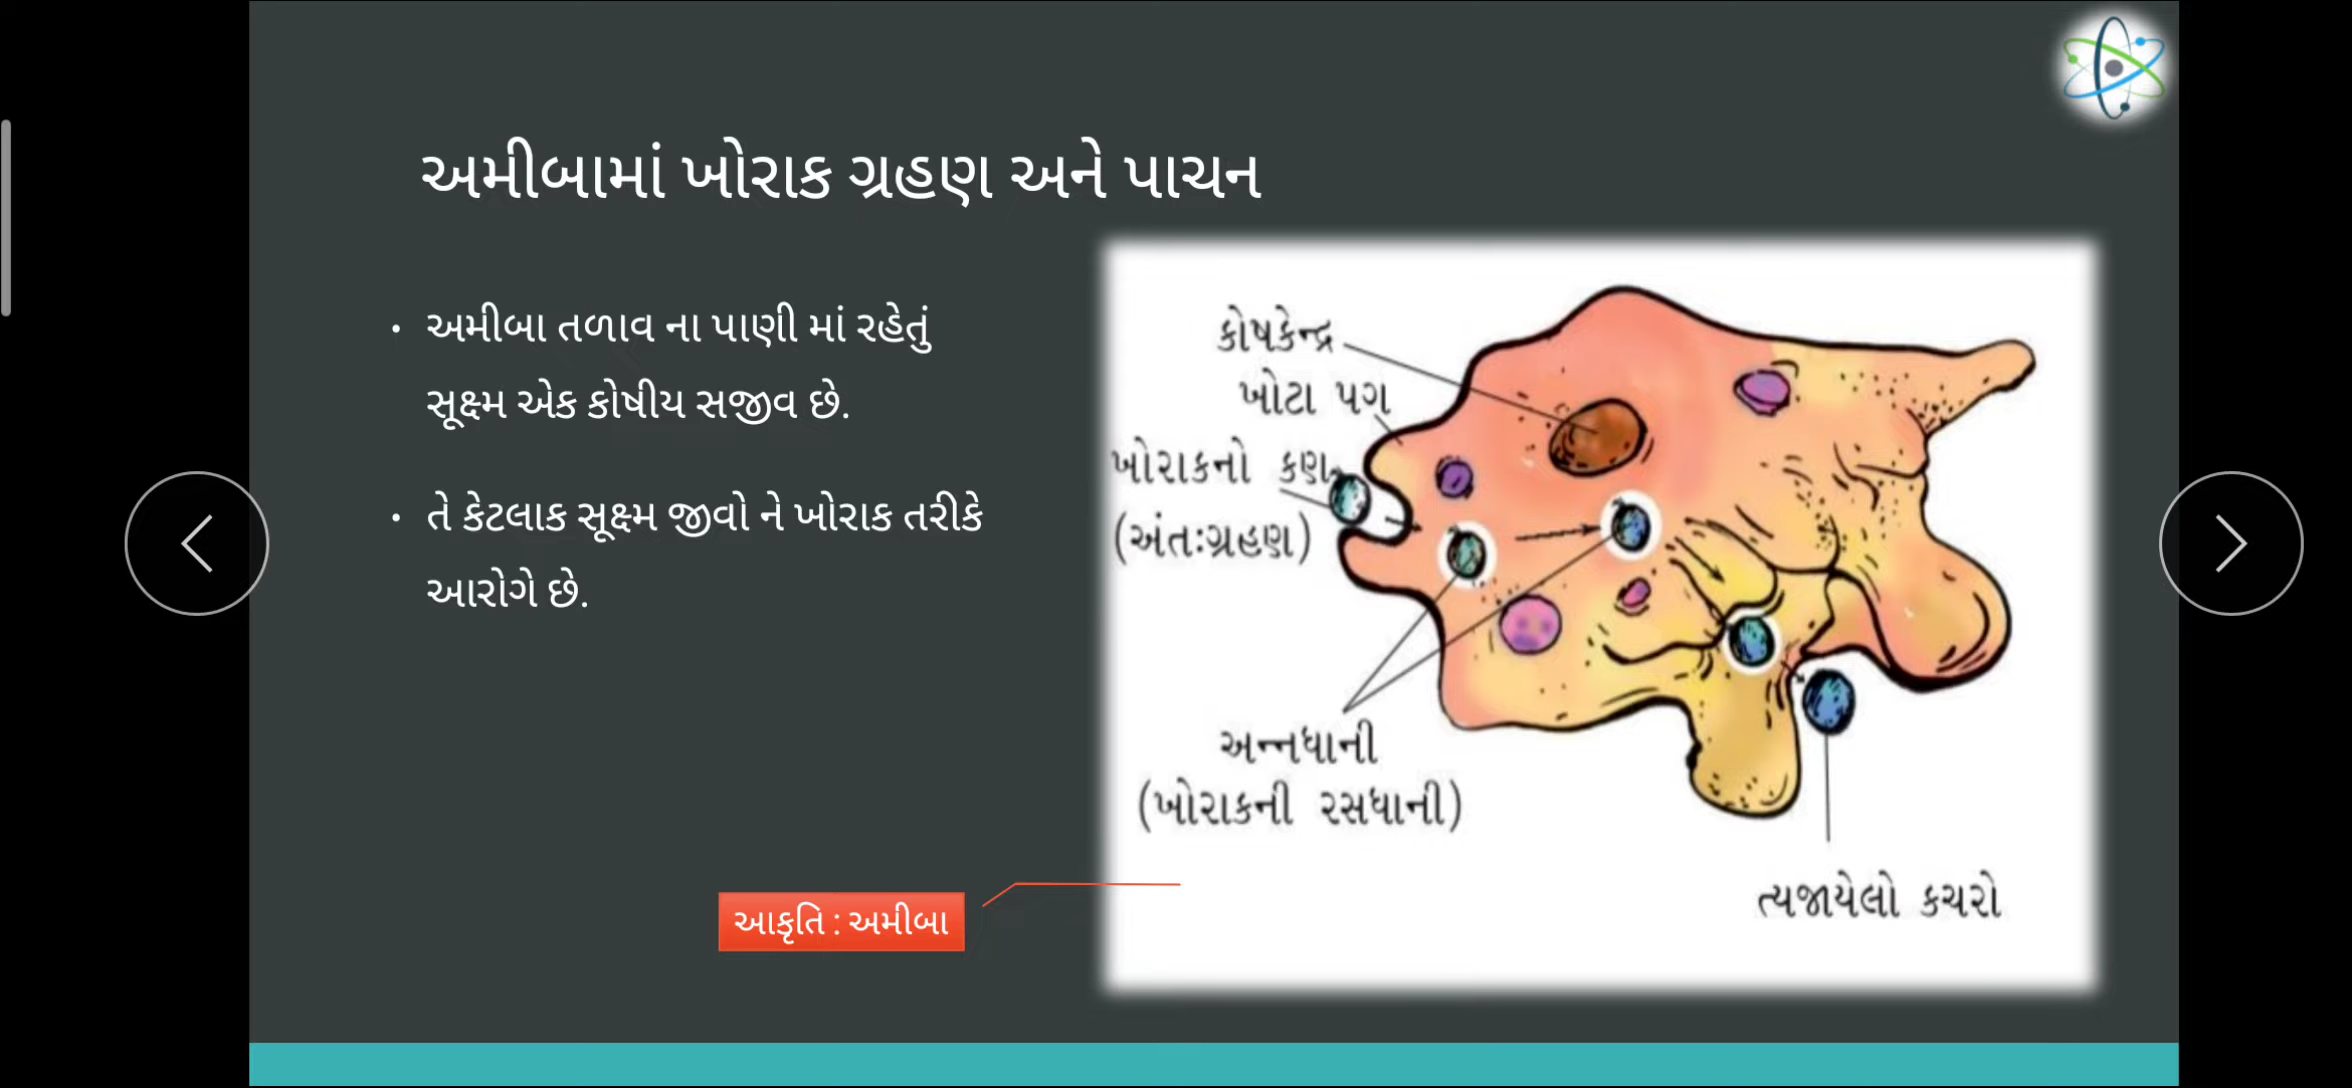 અમીબામાં ખોરાક ગ્રહણ અને પાચન
• અમીબા તળાવ ના પાણી માં રહેતું
સૂક્ષ્મ એક કોષીય સજીવ છે.
• તે કેટલાક સૂક્ષ્મ જીવો ને ખોરાક તરીકે
આરોગે છે.
કોષકેન્દ્ર
ખોટા પગ
ખોરાકનો કણ
(અંતઃગ્રહણ)
અન્નધાની
(ખોરાકની રસધાની)
ત્યજાયેલો કચરો
આકૃતિ : અમીબા